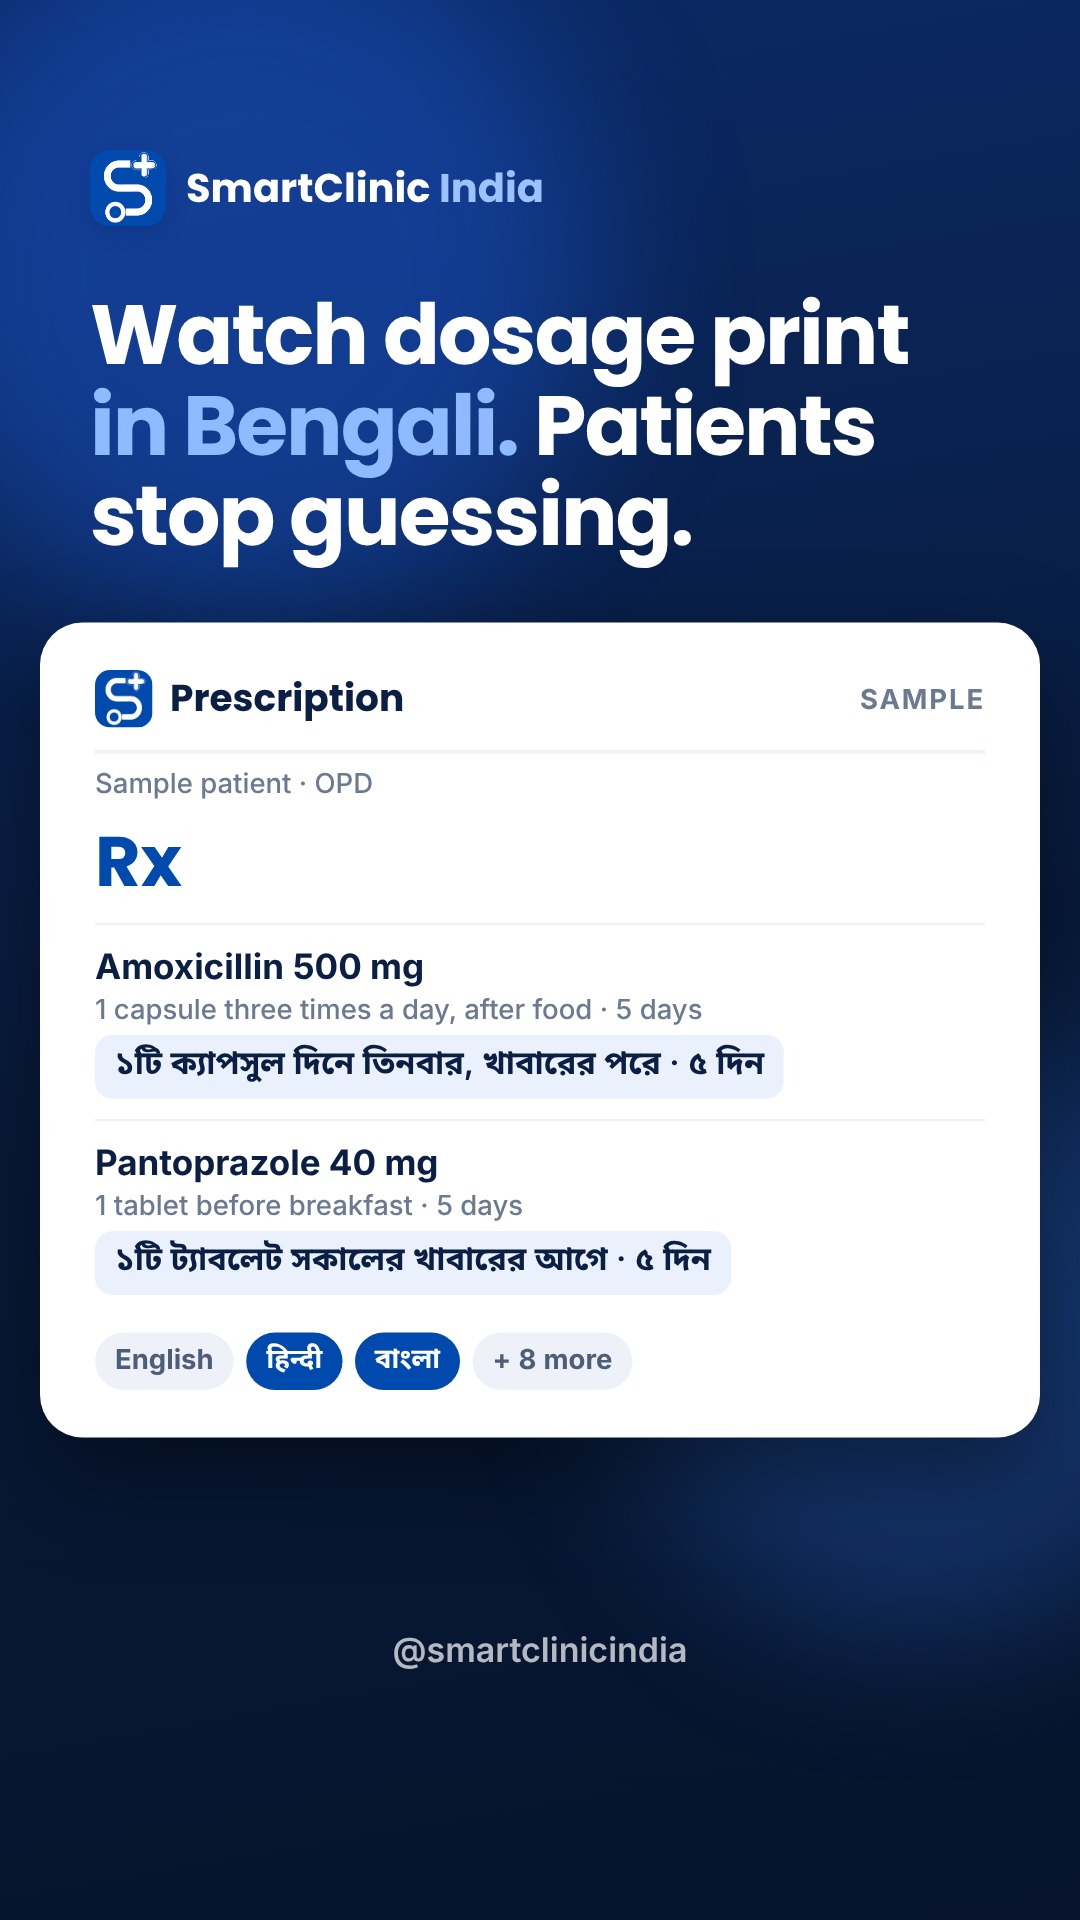 SmartClinic India
Watch dosage print
in Bengali. Patients
stop guessing.
Prescription
SAMPLE
Sample patient · OPD
Rx
Amoxicillin 500 mg
1 capsule three times a day, after food · 5 days
১টি ক্যাপসুল দিনে তিনবার, খাবারের পরে · ৫ দিন
Pantoprazole 40 mg
1 tablet before breakfast · 5 days
১টি ট্যাবলেট সকালের খাবারের আগে · ৫ দিন
English हिन्दी বাংলা + 8 more
@smartclinicindia